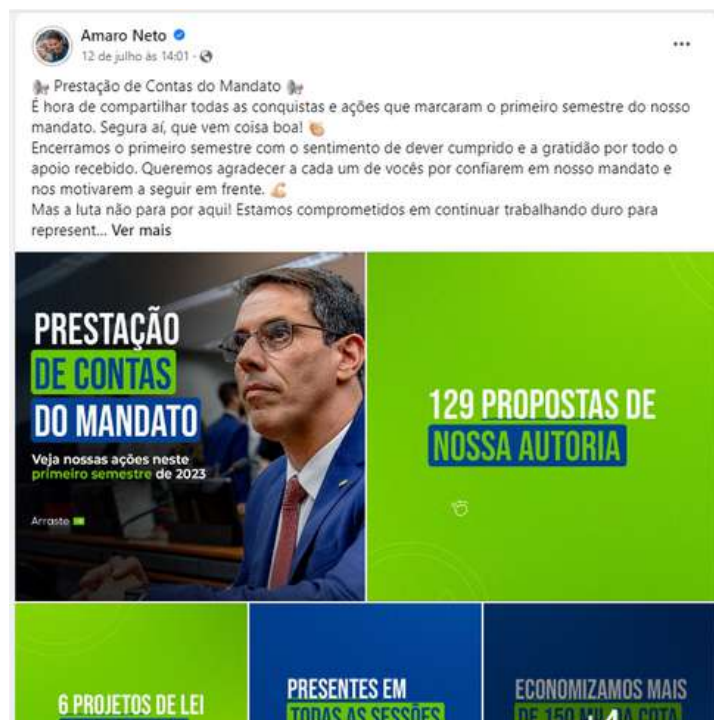 Amaro Neto
12 de julho às 14:01 ·
Prestação de Contas do Mandato
É hora de compartilhar todas as conquistas e ações que marcaram o primeiro semestre do nosso
mandato. Segura aí, que vem coisa boa!
Encerramos o primeiro semestre com o sentimento de dever cumprido e a gratidão por todo o
apoio recebido. Queremos agradecer a cada um de vocês por confiarem em nosso mandato e
nos motivarem a seguir em frente.
Mas a luta não para por aqui! Estamos comprometidos em continuar trabalhando duro para
represent... Ver mais
PRESTAÇÃO
DE CONTAS
DO MANDATO
Veja nossas ações neste
primeiro semestre de 2023
Arraste
129 PROPOSTAS DE
NOSSA AUTORIA
6 PROJETOS DE LEI
PRESENTES EM
TODAS AS SESSÕES
ECONOMIZAMOS MAIS
DE 150 MIL
A COTA